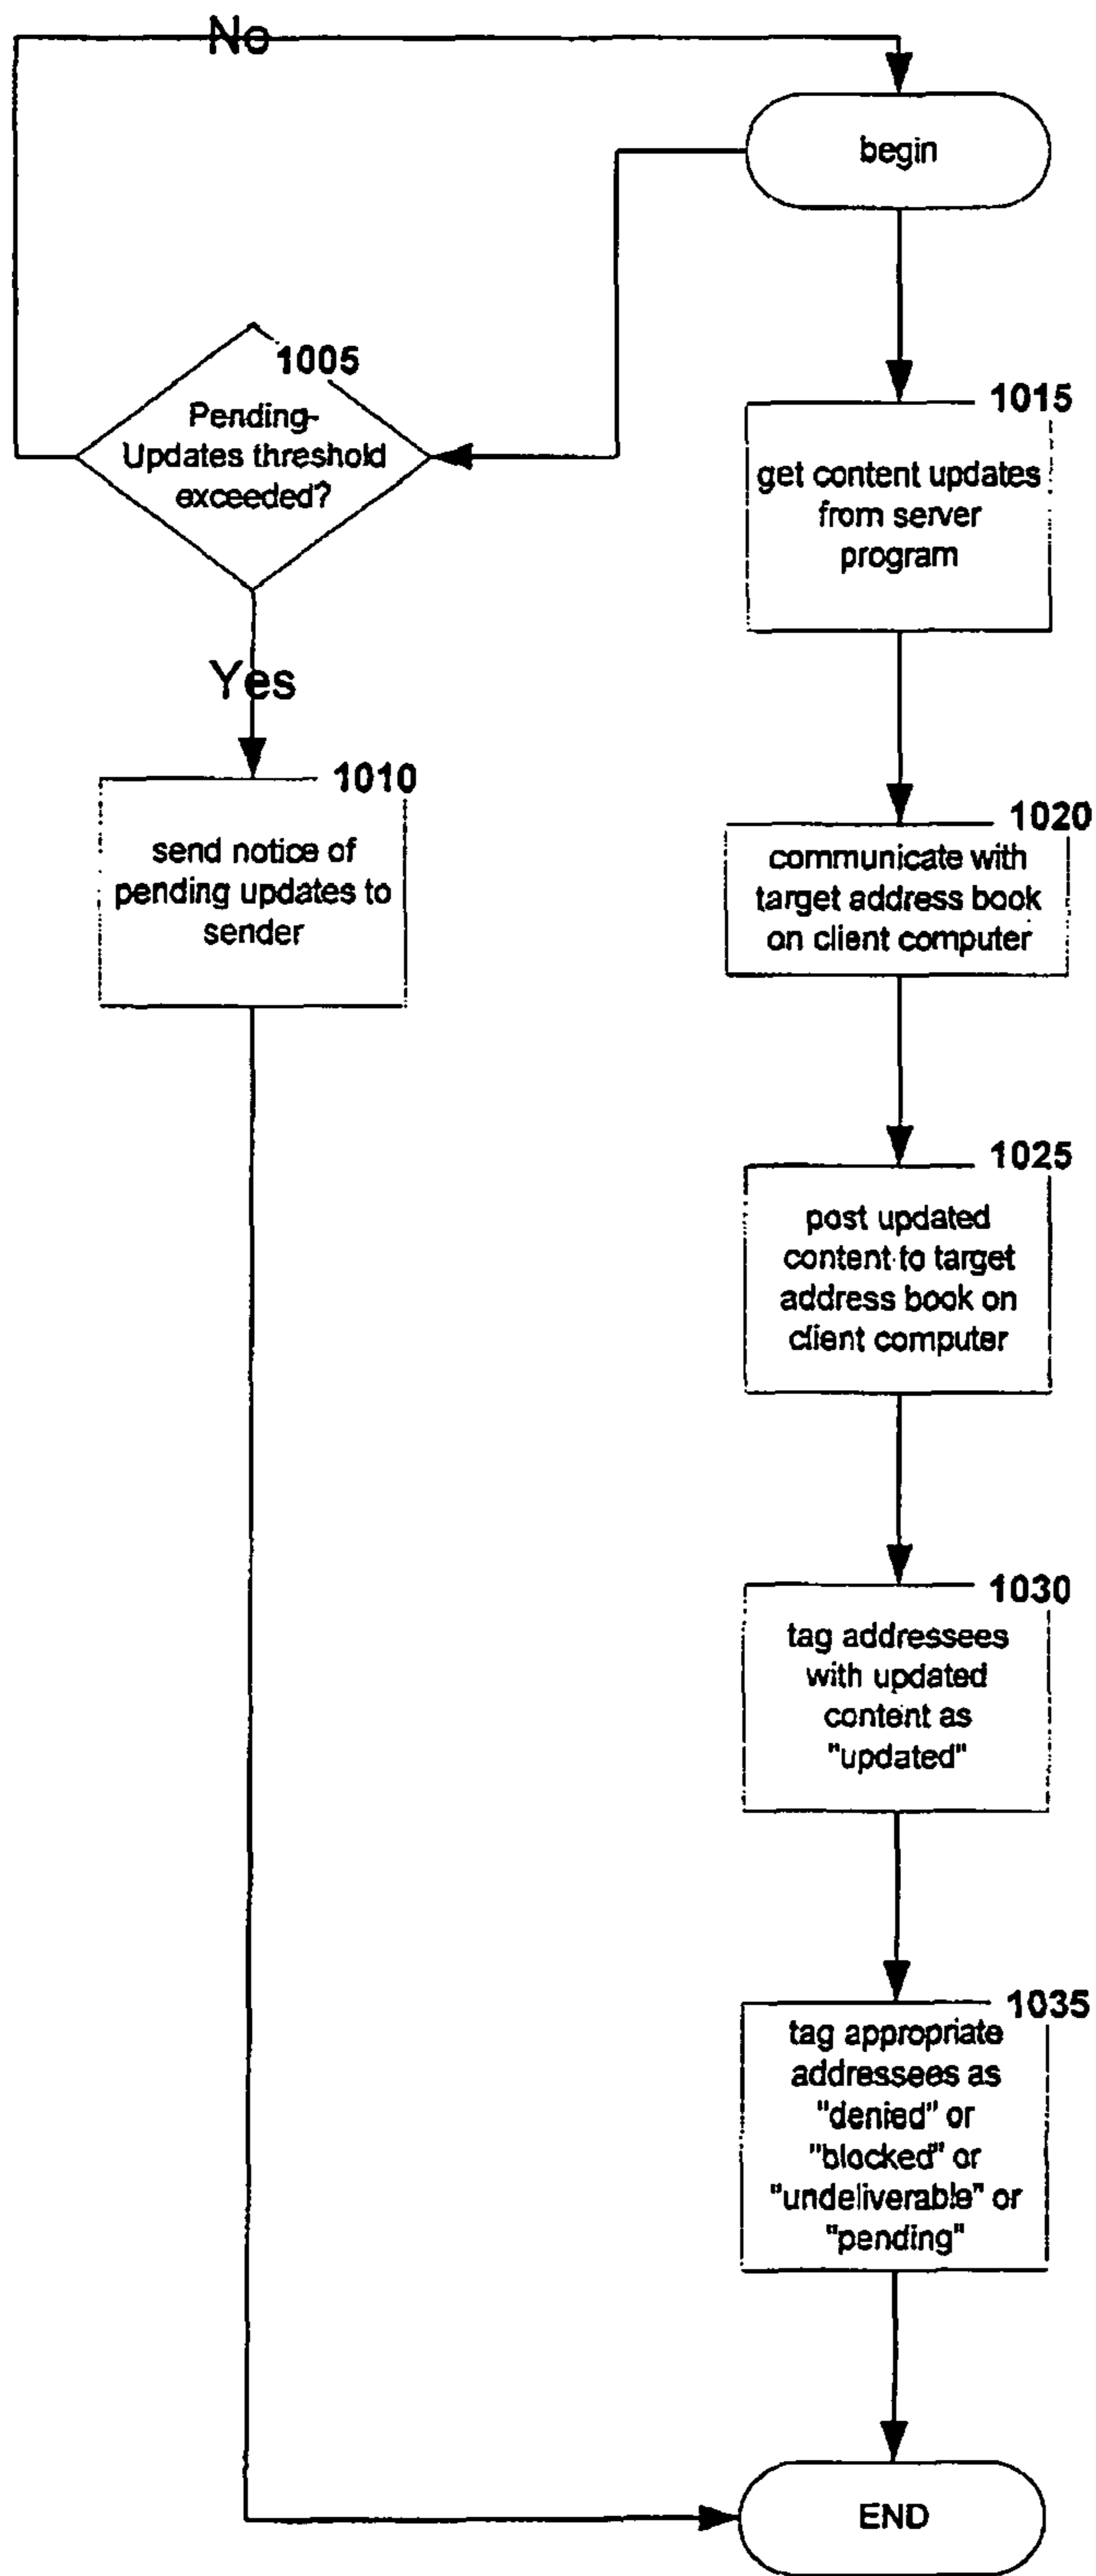 No
begin
1005
Pending-
Updates threshold
exceeded?
Yes
1010
send notice of
pending updates to
sender
1015
get content updates
from server
program
1020
communicate with
target address book
on client computer
1025
post updated
content to target
address book on
client computer
1030
tag addressees
with updated
content as
"updated"
1035
tag appropriate
addressees as
"denied" or
"blocked" or
"undeliverable" or
"pending"
END